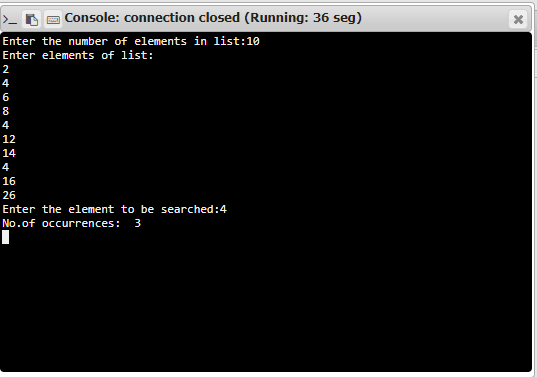 >_ Console: connection closed (Running: 36 seg)
Enter the number of elements in list:10
Enter elements of list:
2
4
6
8
4
12
14
4
16
26
Enter the element to be searched:4
No.of occurrences:  3